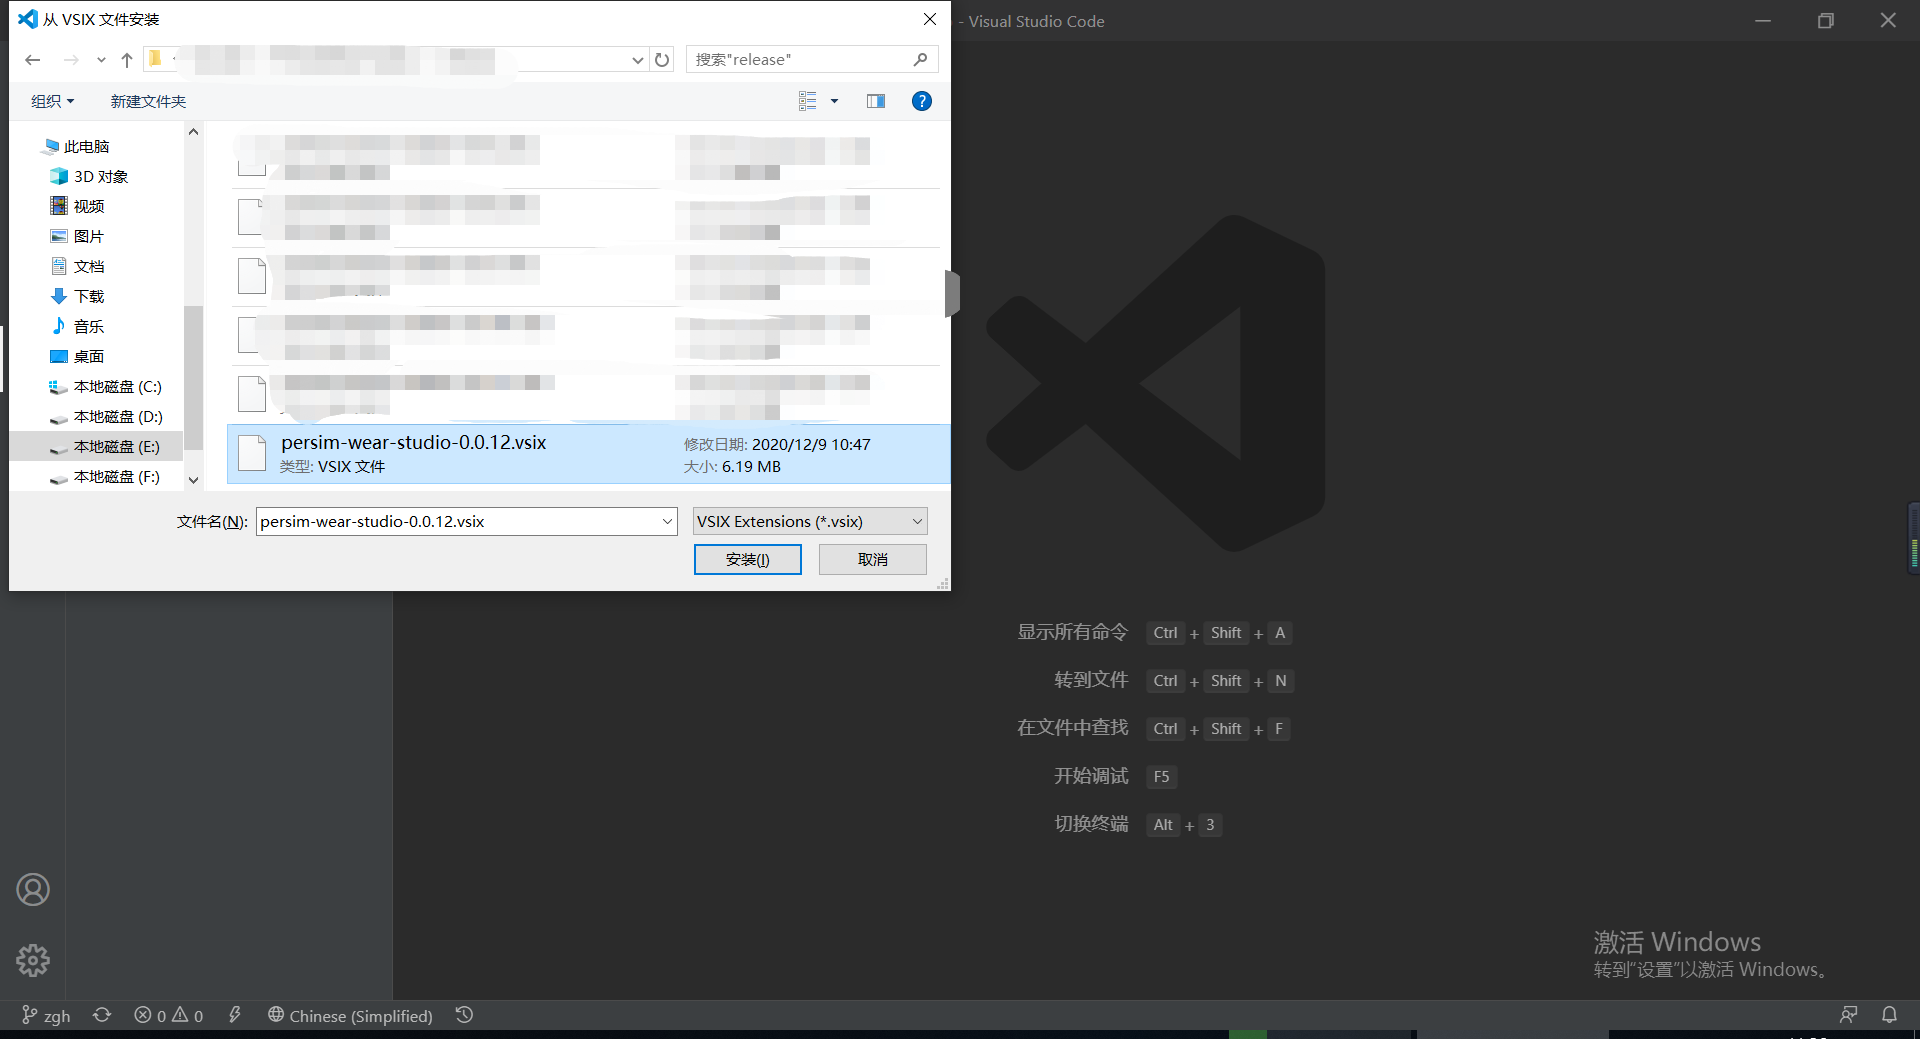 从 VSIX 文件安装
- Visual Studio Code
搜索"release"
组织
新建文件夹
此电脑
3D 对象
视频
图片
文档
下载
音乐
桌面
本地磁盘 (C:)
本地磁盘 (D:)
本地磁盘 (E:)
本地磁盘 (F:)
persim-wear-studio-0.0.12.vsix
类型: VSIX 文件
修改日期: 2020/12/9 10:47
大小: 6.19 MB
文件名(N): persim-wear-studio-0.0.12.vsix
VSIX Extensions (*.vsix)
安装(I)
取消
显示所有命令 Ctrl + Shift + A
转到文件 Ctrl + Shift + N
在文件中查找 Ctrl + Shift + F
开始调试 F5
切换终端 Alt + 3
激活 Windows
转到"设置"以激活 Windows。
zgh
0
0
Chinese (Simplified)